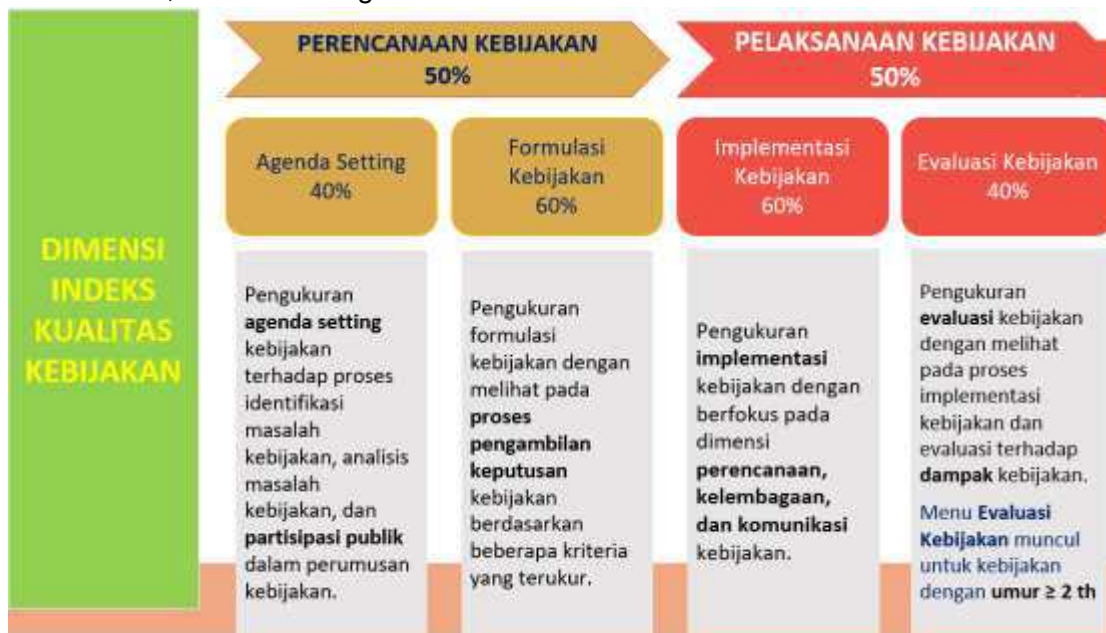 DIMENSI
INDEKS
KUALITAS
KEBIJAKAN
PERENCANAAN KEBIJAKAN
50%
PELAKSANAAN KEBIJAKAN
50%
Agenda Setting
40%
Formulasi
Kebijakan
60%
Implementasi
Kebijakan
60%
Evaluasi Kebijakan
40%
Pengukuran
agenda setting
kebijakan
terhadap proses
identifikasi
masalah
kebijakan, analisis
masalah
kebijakan, dan
partisipasi publik
dalam perumusan
kebijakan.
Pengukuran
formulasi
kebijakan dengan
melihat pada
proses
pengambilan
keputusan
kebijakan
berdasarkan
beberapa kriteria
yang terukur.
Pengukuran
implementasi
kebijakan dengan
berfokus pada
dimensi
perencanaan,
kelembagaan,
dan komunikasi
kebijakan.
Pengukuran
evaluasi kebijakan
dengan melihat
pada proses
implementasi
kebijakan dan
evaluasi terhadap
dampak kebijakan.
Menu Evaluasi
Kebijakan muncul
untuk kebijakan
dengan umur ≥ 2 th